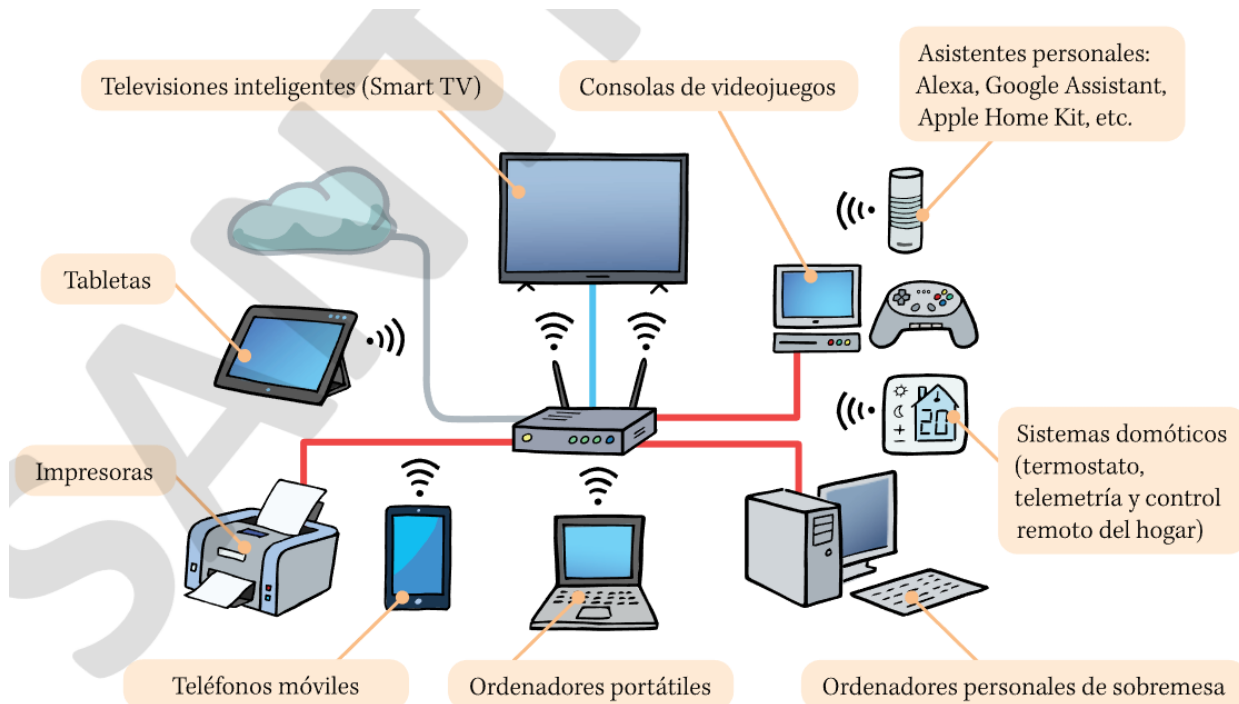 Televisiones inteligentes (Smart TV)
Consolas de videojuegos
Asistentes personales:
Alexa, Google Assistant,
Apple Home Kit, etc.
Tabletas
Impresoras
20
Sistemas domóticos
(termostato,
telemetría y control
remoto del hogar)
Teléfonos móviles
Ordenadores portátiles
Ordenadores personales de sobremesa